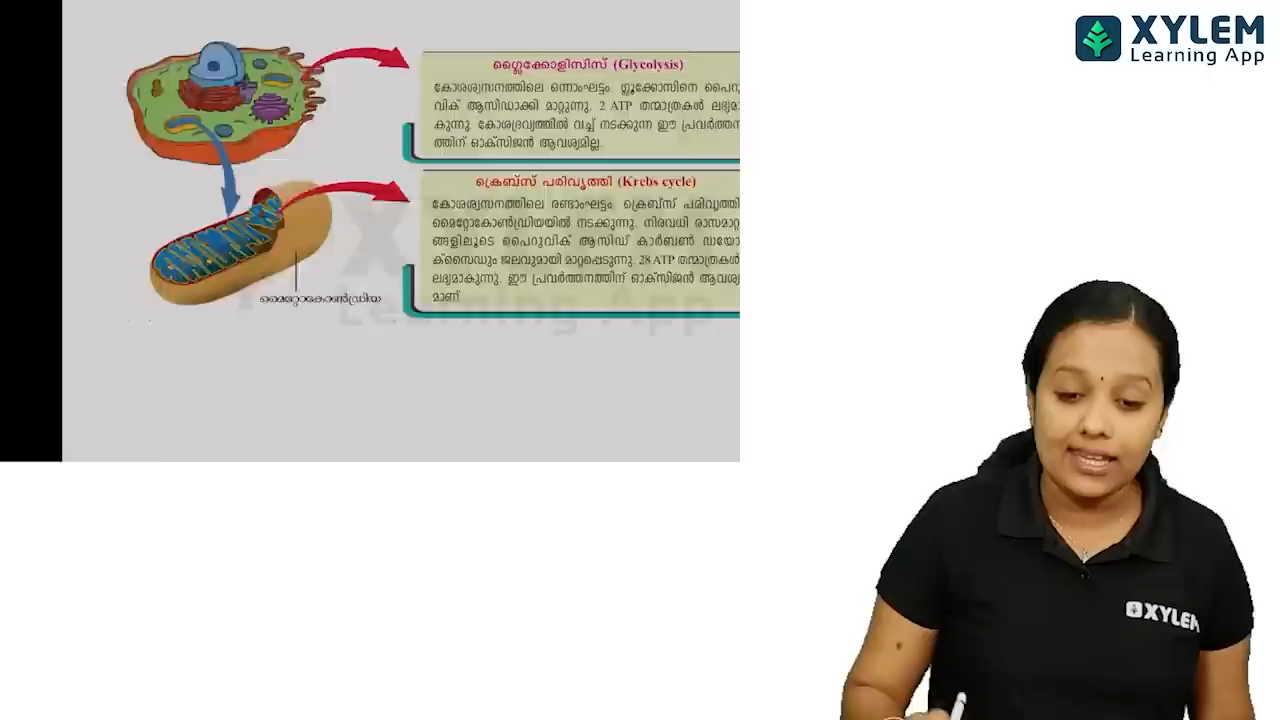 XYLEM
Learning App
ഗ്ലൈക്കോളിസിസ് (Glycolysis)
കോശശ്വസനത്തിലെ ഒന്നാംഘട്ടം. ഗ്ലൂക്കോസിനെ പൈറു
വിക് ആസിഡാക്കി മാറ്റുന്നു. 2 ATP തന്മാത്രകൾ ലഭ്യമാ
കുന്നു. കോശദ്രവ്യത്തിൽ വച്ച് നടക്കുന്ന ഈ പ്രവർത്തന
ത്തിന് ഓക്സിജൻ ആവശ്യമില്ല.
ക്രെബ്സ് പരിവൃത്തി (Krebs cycle)
കോശശ്വസനത്തിലെ രണ്ടാംഘട്ടം. ക്രെബ്സ് പരിവൃത്തി
മൈറ്റോകോൺഡ്രിയയിൽ നടക്കുന്നു. നിരവധി രാസമാറ്റ
ങ്ങളിലൂടെ പൈറുവിക് ആസിഡ് കാർബൺ ഡയോ
ക്സൈഡും ജലവുമായി മാറ്റപ്പെടുന്നു. 28 ATP തന്മാത്രകൾ
ലഭ്യമാകുന്നു. ഈ പ്രവർത്തനത്തിന് ഓക്സിജൻ ആവശ്യ
മാണ്
മൈറ്റോകോൺഡ്രിയ
Learning App
XYLEM